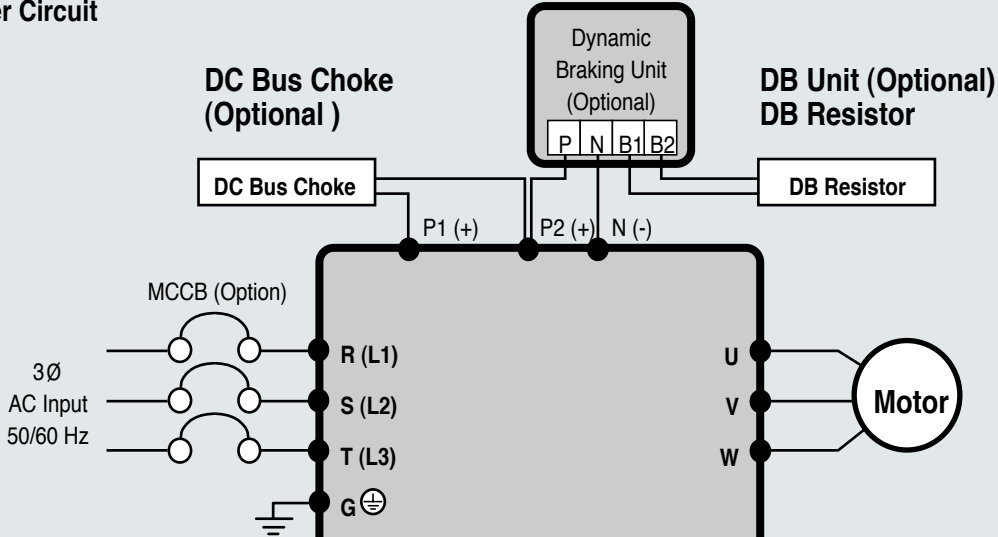 er Circuit
Dynamic
Braking Unit
(Optional)
P N B1 B2
DC Bus Choke
(Optional )
DB Unit (Optional)
DB Resistor
DC Bus Choke
DB Resistor
P1 (+)
P2 (+)
N (-)
MCCB (Option)
3Ø
AC Input
50/60 Hz
R (L1)
S (L2)
T (L3)
G
U
V
W
Motor